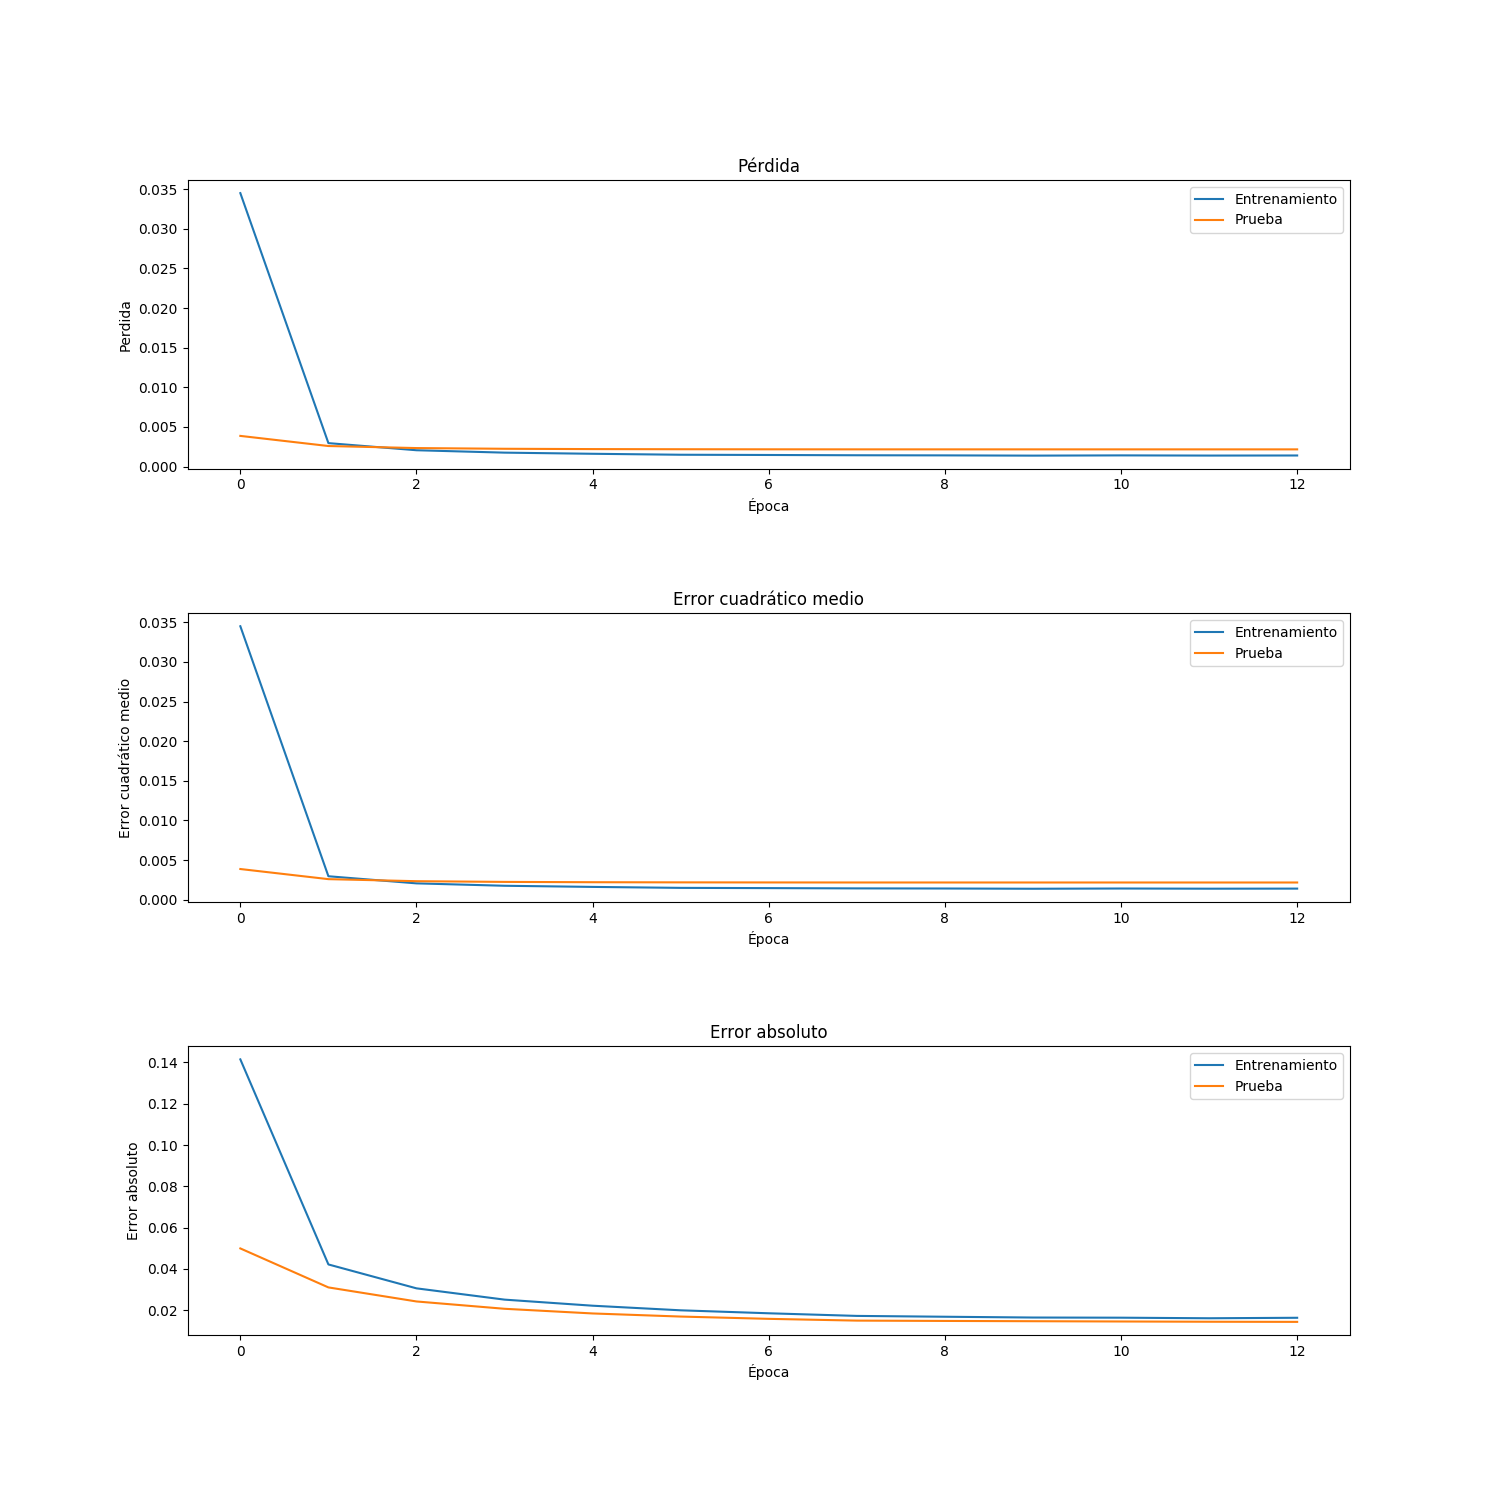 Pérdida
0.035
0.030
0.025
0.020
0.015
0.010
0.005
0.000
Perdida
Entrenamiento
Prueba
0 2 4 6 8 10 12
Época
Error cuadrático medio
0.035
0.030
0.025
0.020
0.015
0.010
0.005
0.000
Error cuadrático medio
Entrenamiento
Prueba
0 2 4 6 8 10 12
Época
Error absoluto
0.14
0.12
0.10
0.08
0.06
0.04
0.02
Error absoluto
Entrenamiento
Prueba
0 2 4 6 8 10 12
Época